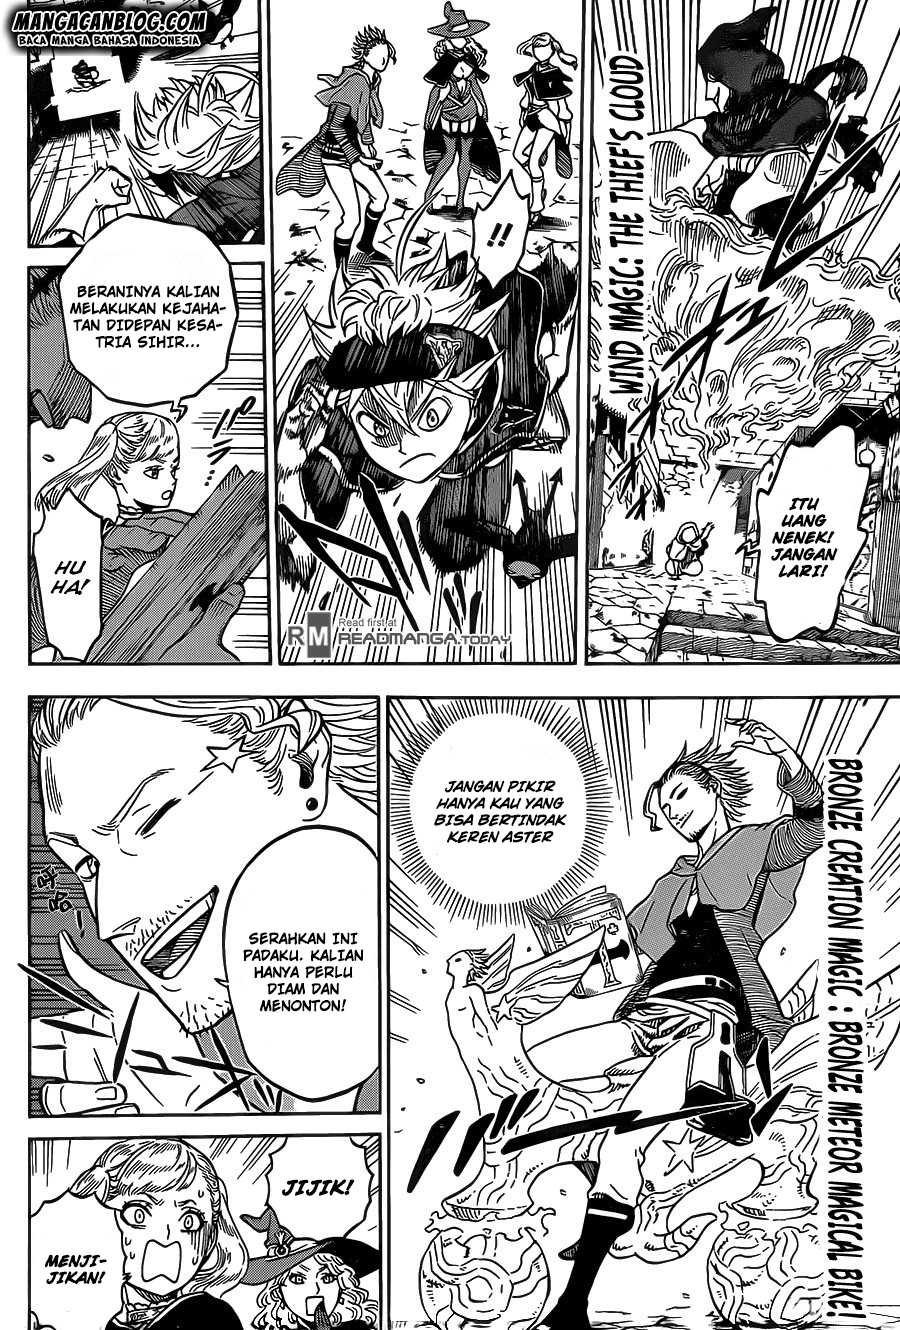 MANGACANBLOG.COM
BACA MANGA BAHASA INDONESIA
WIND MAGIC: THE THIEF'S CLOUD
ITU
UANG
NENEK!
JANGAN
LARI!
!!
BERANINYA KALIAN
MELAKUKAN KEJAHA-
TAN DIDEPAN KESA-
TRIA SIHIR...
HU
HA!
RM
Read first at
READMANGA.TODAY
BRONZE CREATION MAGIC : BRONZE METEOR MAGICAL BIKE!
JANGAN PIKIR
HANYA KAU YANG
BISA BERTINDAK
KEREN ASTER
SERAHKAN INI
PADAKU. KALIAN
HANYA PERLU
DIAM DAN
MENONTON!
JIJIK!
MENJI-
JIKAN!